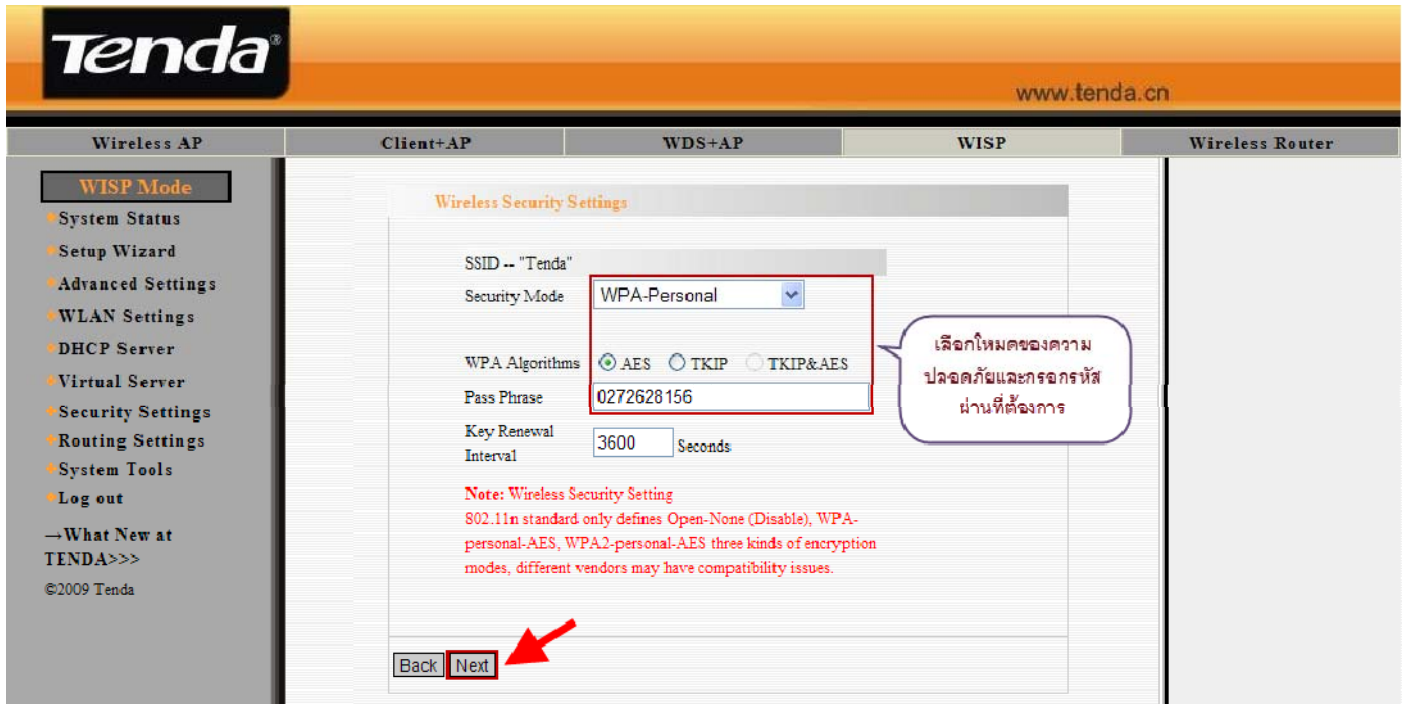 Tenda®
www.tenda.cn
Wireless AP
Client+AP
WDS+AP
WISP
Wireless Router
WISP Mode
System Status
Setup Wizard
Advanced Settings
WLAN Settings
DHCP Server
Virtual Server
Security Settings
Routing Settings
System Tools
Log out
→What New at
TENDA>>>
©2009 Tenda
Wireless Security Settings
SSID -- "Tenda"
Security Mode WPA-Personal
WPA Algorithms AES TKIP TKIP&AES
Pass Phrase 0272628156
Key Renewal
Interval 3600 Seconds
Note: Wireless Security Setting
802.11n standard only defines Open-None (Disable), WPA-
personal-AES, WPA2-personal-AES three kinds of encryption
modes, different vendors may have compatibility issues.
เลือกโหมดของความ
ปลอดภัยและกรอกรหัส
ผ่านที่ต้องการ
Back Next